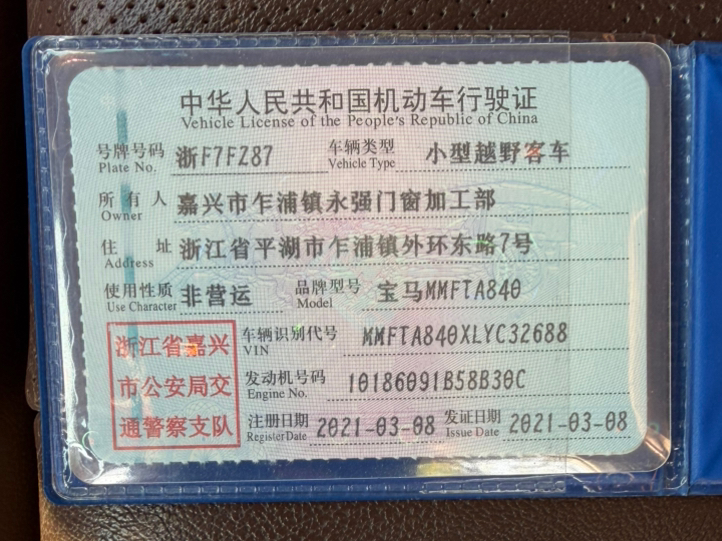 中华人民共和国机动车行驶证
Vehicle License of the People's Republic of China
号牌号码 浙F7FZ87 车辆类型 小型越野客车
Plate No. Vehicle Type
所有人 嘉兴市乍浦镇永强门窗加工部
Owner
住址 浙江省平湖市乍浦镇外环东路7号
Address
使用性质 非营运 品牌型号 宝马MMFTA840
Use Character Model
浙江省嘉兴
市公安局交
通警察支队
车辆识别代号 MMFTA840XLYC32688
VIN
发动机号码 10186091B58B30C
Engine No.
注册日期 2021-03-08 发证日期 2021-03-08
Register Date Issue Date